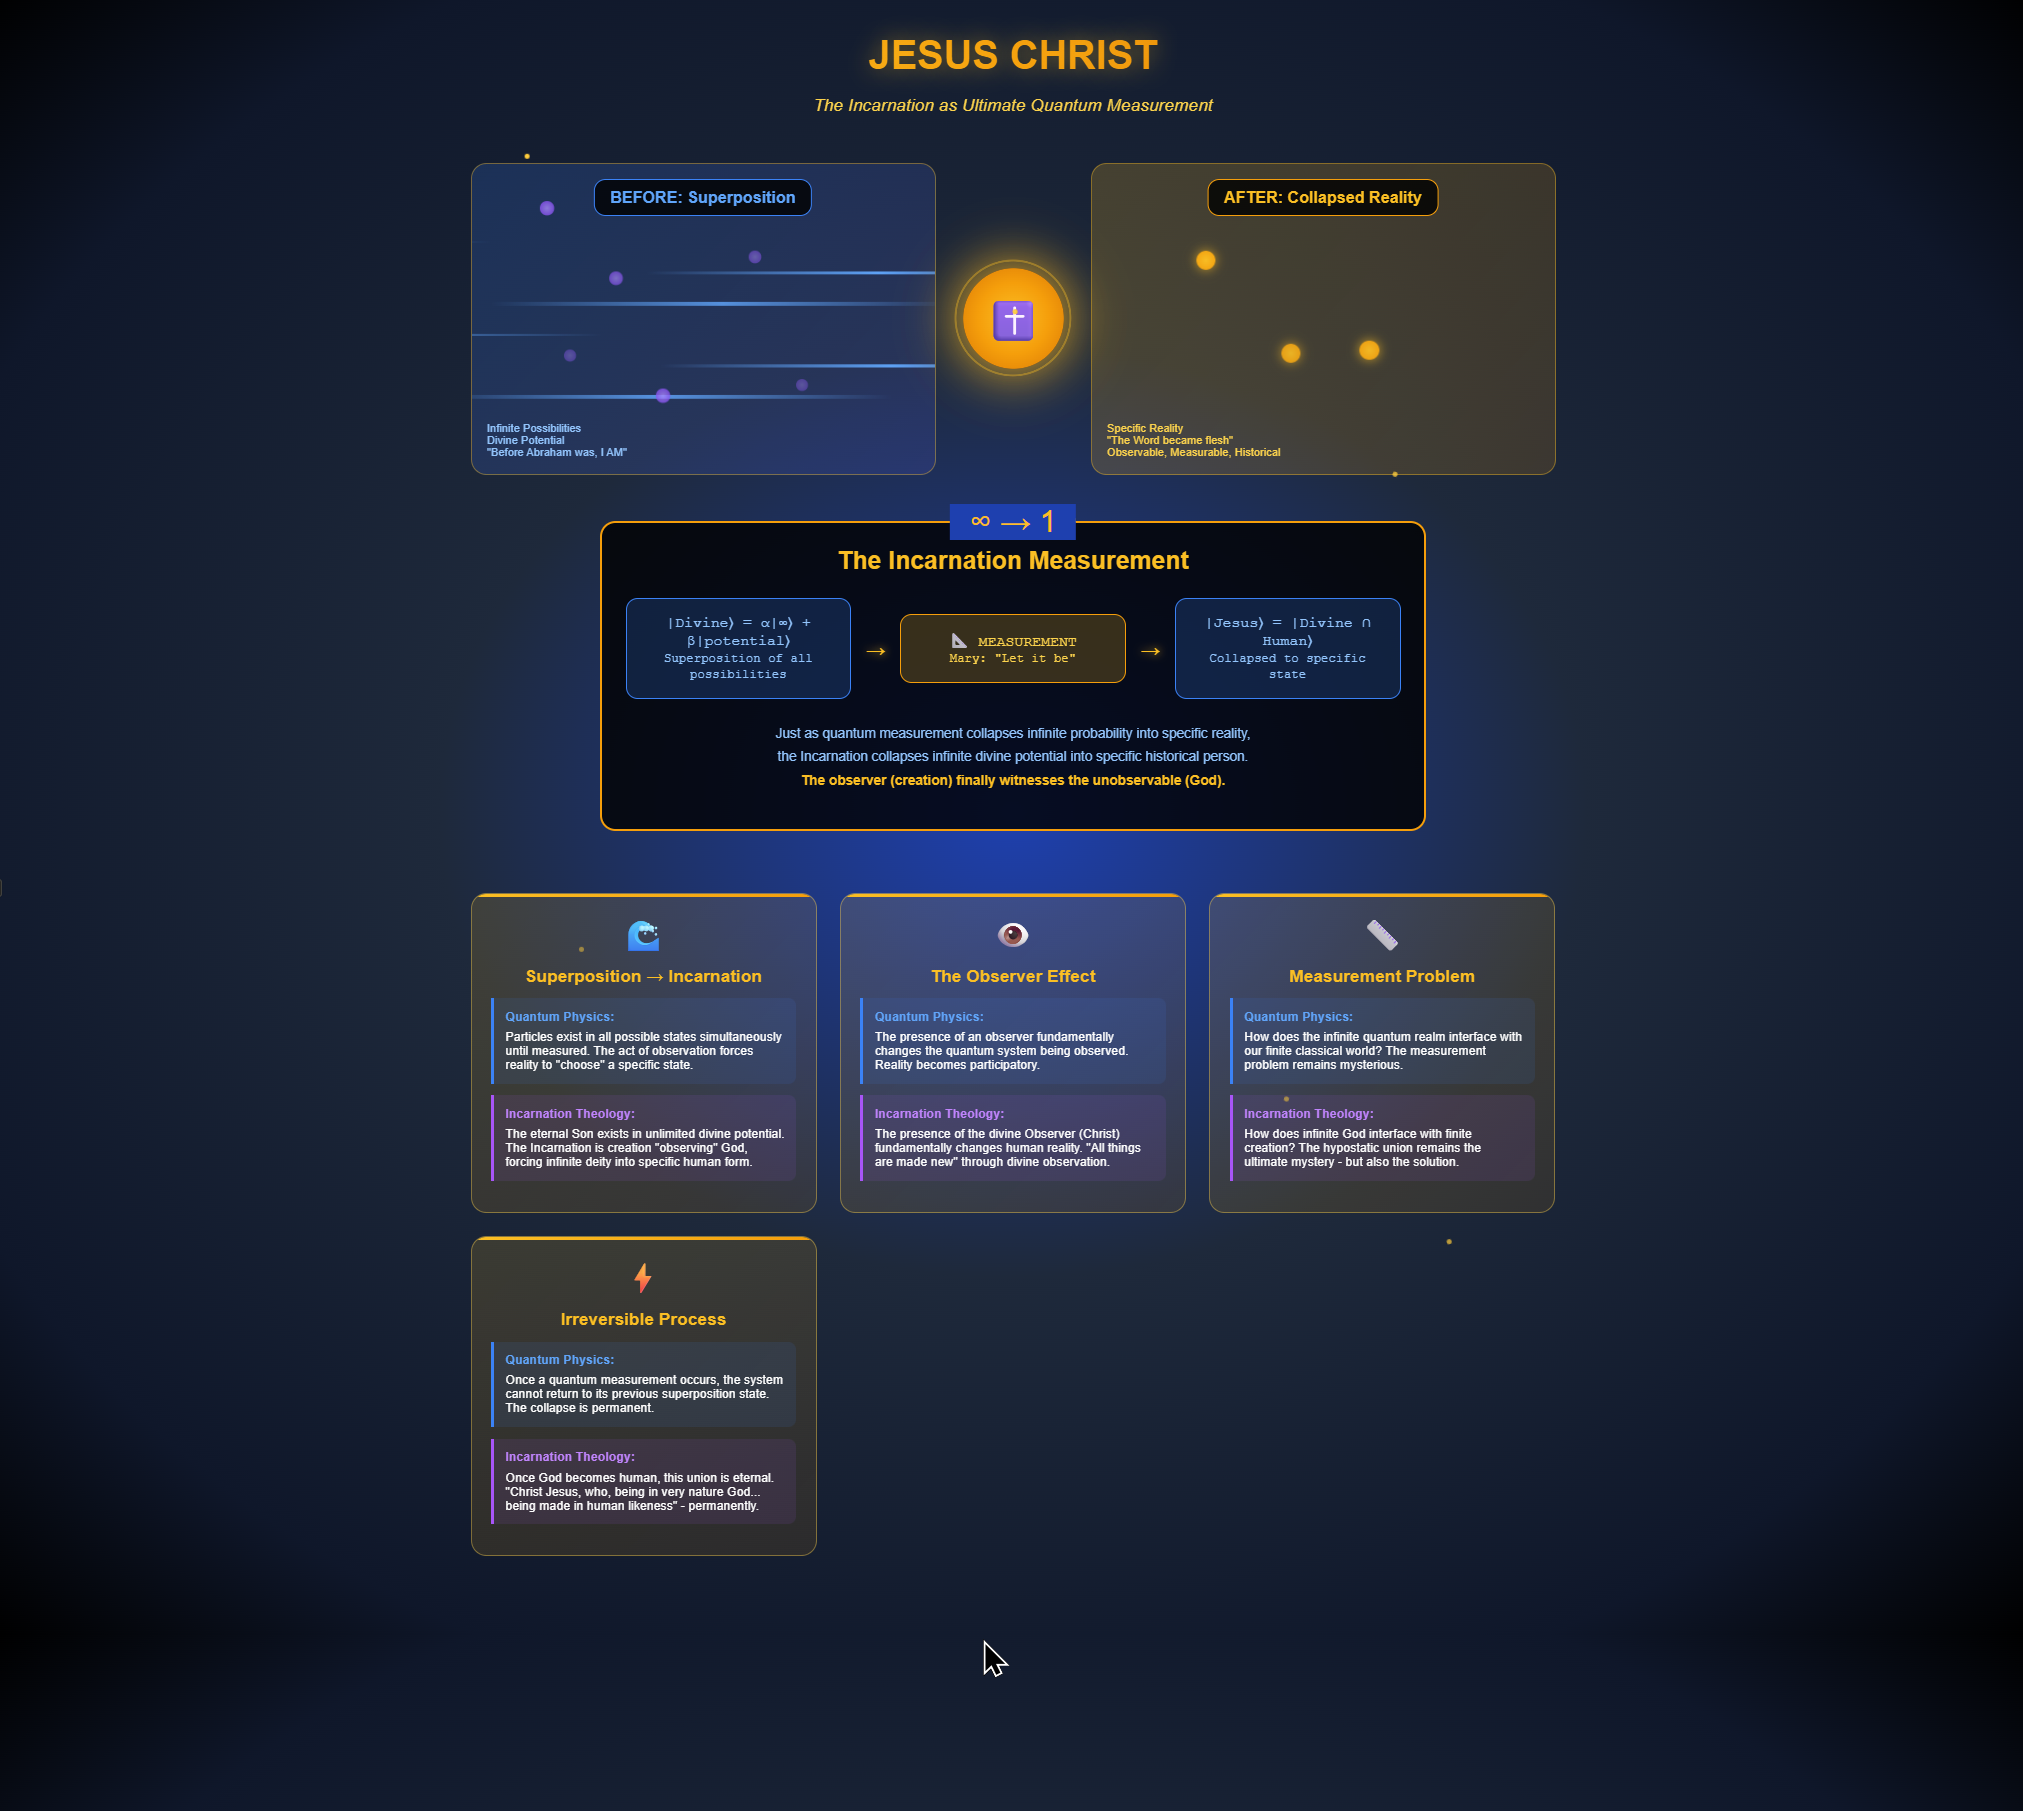 JESUS CHRIST
The Incarnation as Ultimate Quantum Measurement
BEFORE: Superposition
Infinite Possibilities
Divine Potential
"Before Abraham was, I AM"
AFTER: Collapsed Reality
Specific Reality
"The Word became flesh"
Observable, Measurable, Historical
∞ → 1
The Incarnation Measurement
|Divine⟩ = α|∞⟩ +
β|potential⟩
Superposition of all
possibilities
→
📐 MEASUREMENT
Mary: "Let it be"
→
|Jesus⟩ = |Divine ∩
Human⟩
Collapsed to specific
state
Just as quantum measurement collapses infinite probability into specific reality,
the Incarnation collapses infinite divine potential into specific historical person.
The observer (creation) finally witnesses the unobservable (God).
Superposition → Incarnation
Quantum Physics:
Particles exist in all possible states simultaneously
until measured. The act of observation forces
reality to "choose" a specific state.
Incarnation Theology:
The eternal Son exists in unlimited divine potential.
The Incarnation is creation "observing" God,
forcing infinite deity into specific human form.
The Observer Effect
Quantum Physics:
The presence of an observer fundamentally
changes the quantum system being observed.
Reality becomes participatory.
Incarnation Theology:
The presence of the divine Observer (Christ)
fundamentally changes human reality. "All things
are made new" through divine observation.
Measurement Problem
Quantum Physics:
How does the infinite quantum realm interface with
our finite classical world? The measurement
problem remains mysterious.
Incarnation Theology:
How does infinite God interface with finite
creation? The hypostatic union remains the
ultimate mystery - but also the solution.
Irreversible Process
Quantum Physics:
Once a quantum measurement occurs, the system
cannot return to its previous superposition state.
The collapse is permanent.
Incarnation Theology:
Once God becomes human, this union is eternal.
"Christ Jesus, who, being in very nature God...
being made in human likeness" - permanently.